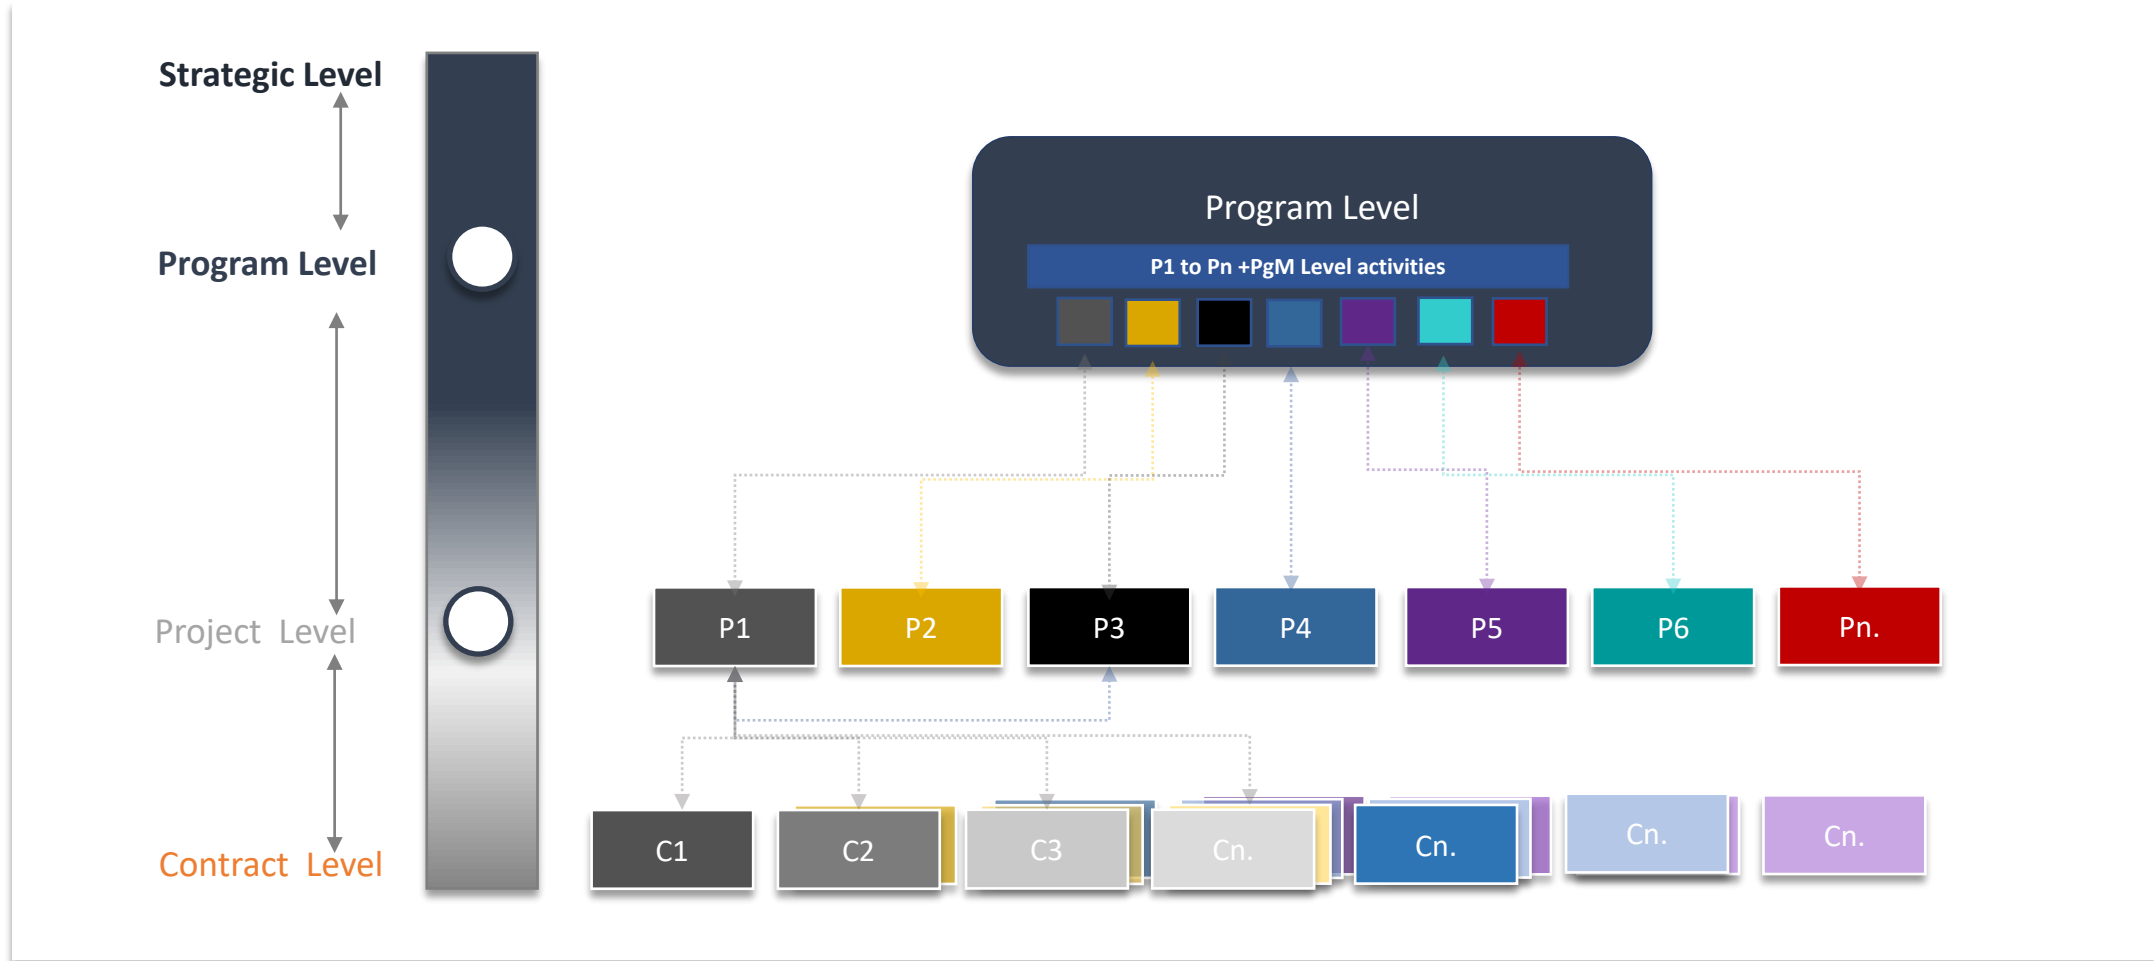 Strategic Level
Program Level
Project  Level
Contract  Level
Program Level
P1 to Pn +PgM Level activities
P1
P2
P3
P4
P5
P6
Pn.
C1
C2
C3
Cn.
Cn.
Cn.
Cn.